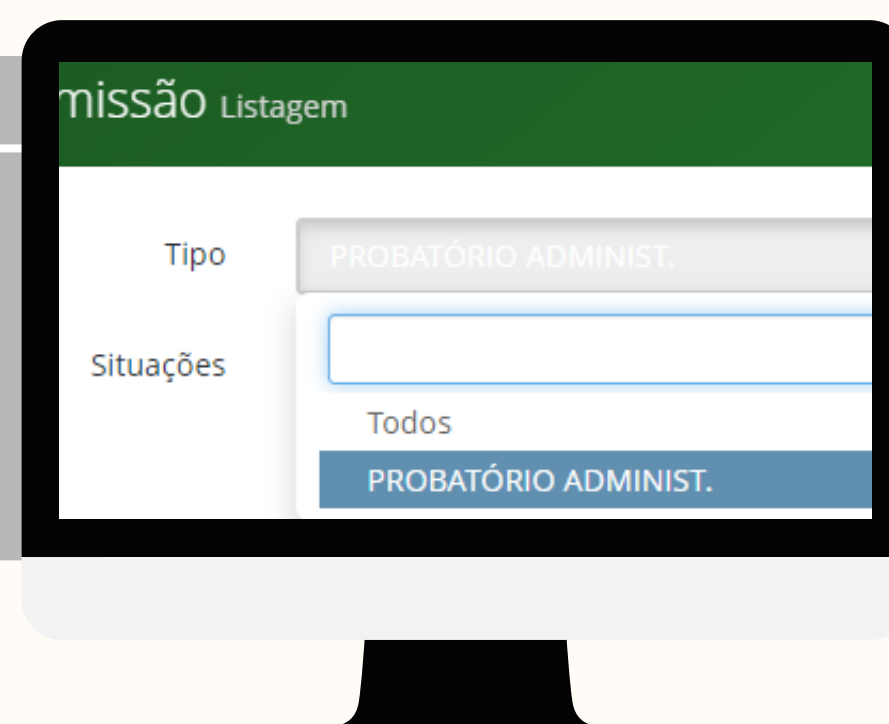 missão Listagem
Tipo
PROBATÓRIO ADMINIST.
Situações
Todos
PROBATÓRIO ADMINIST.